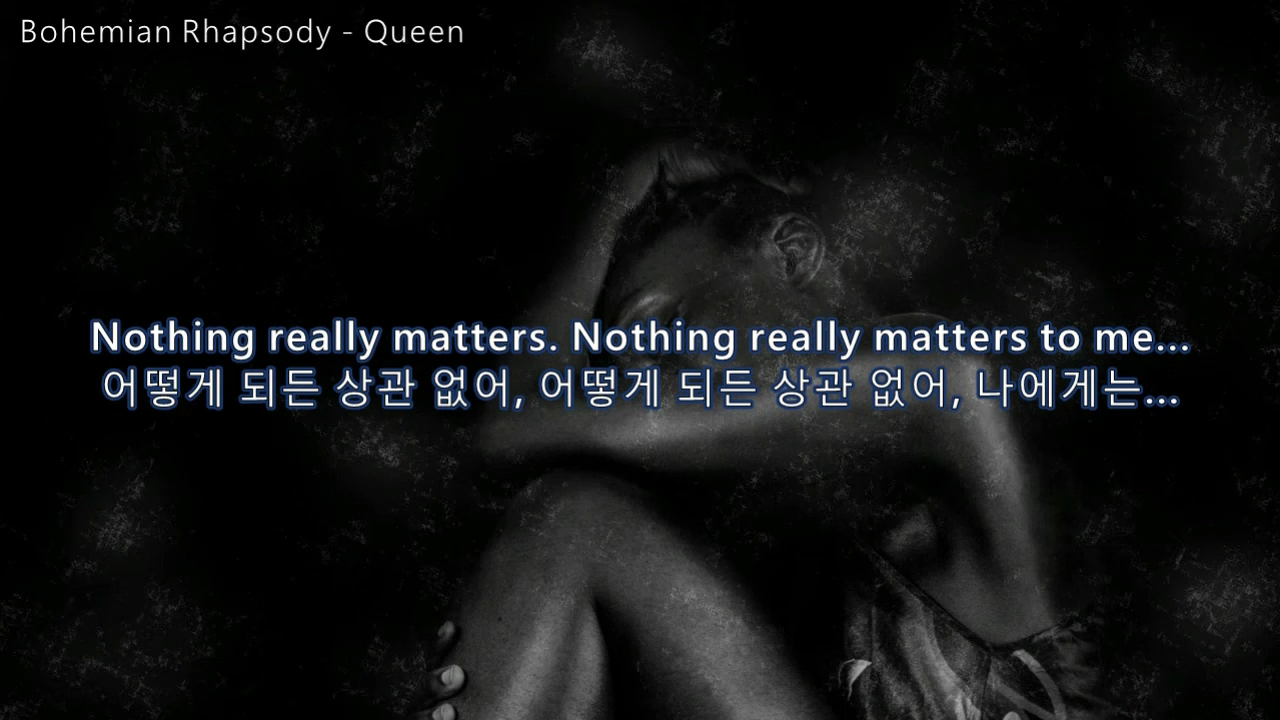 Bohemian Rhapsody - Queen
Nothing really matters. Nothing really matters to me...
어떻게 되든 상관 없어, 어떻게 되든 상관 없어, 나에게는...